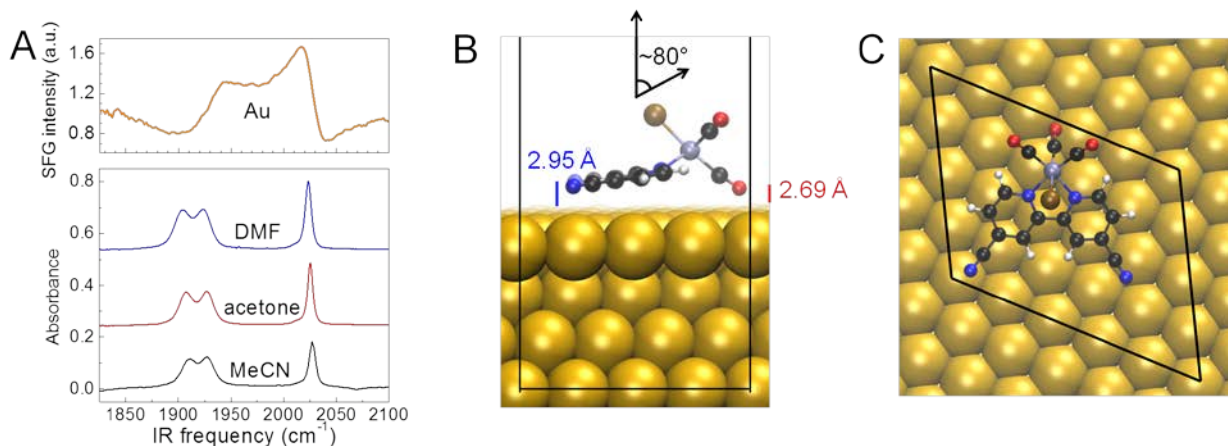 A
SFG intensity (a.u.)
1.6
1.2
0.8
Au
Absorbance
0.8
0.6
0.4
0.2
0.0
DMF
acetone
MeCN
1850 1900 1950 2000 2050 2100
IR frequency (cm⁻¹)
B
~80°
2.95 Å
2.69 Å
C